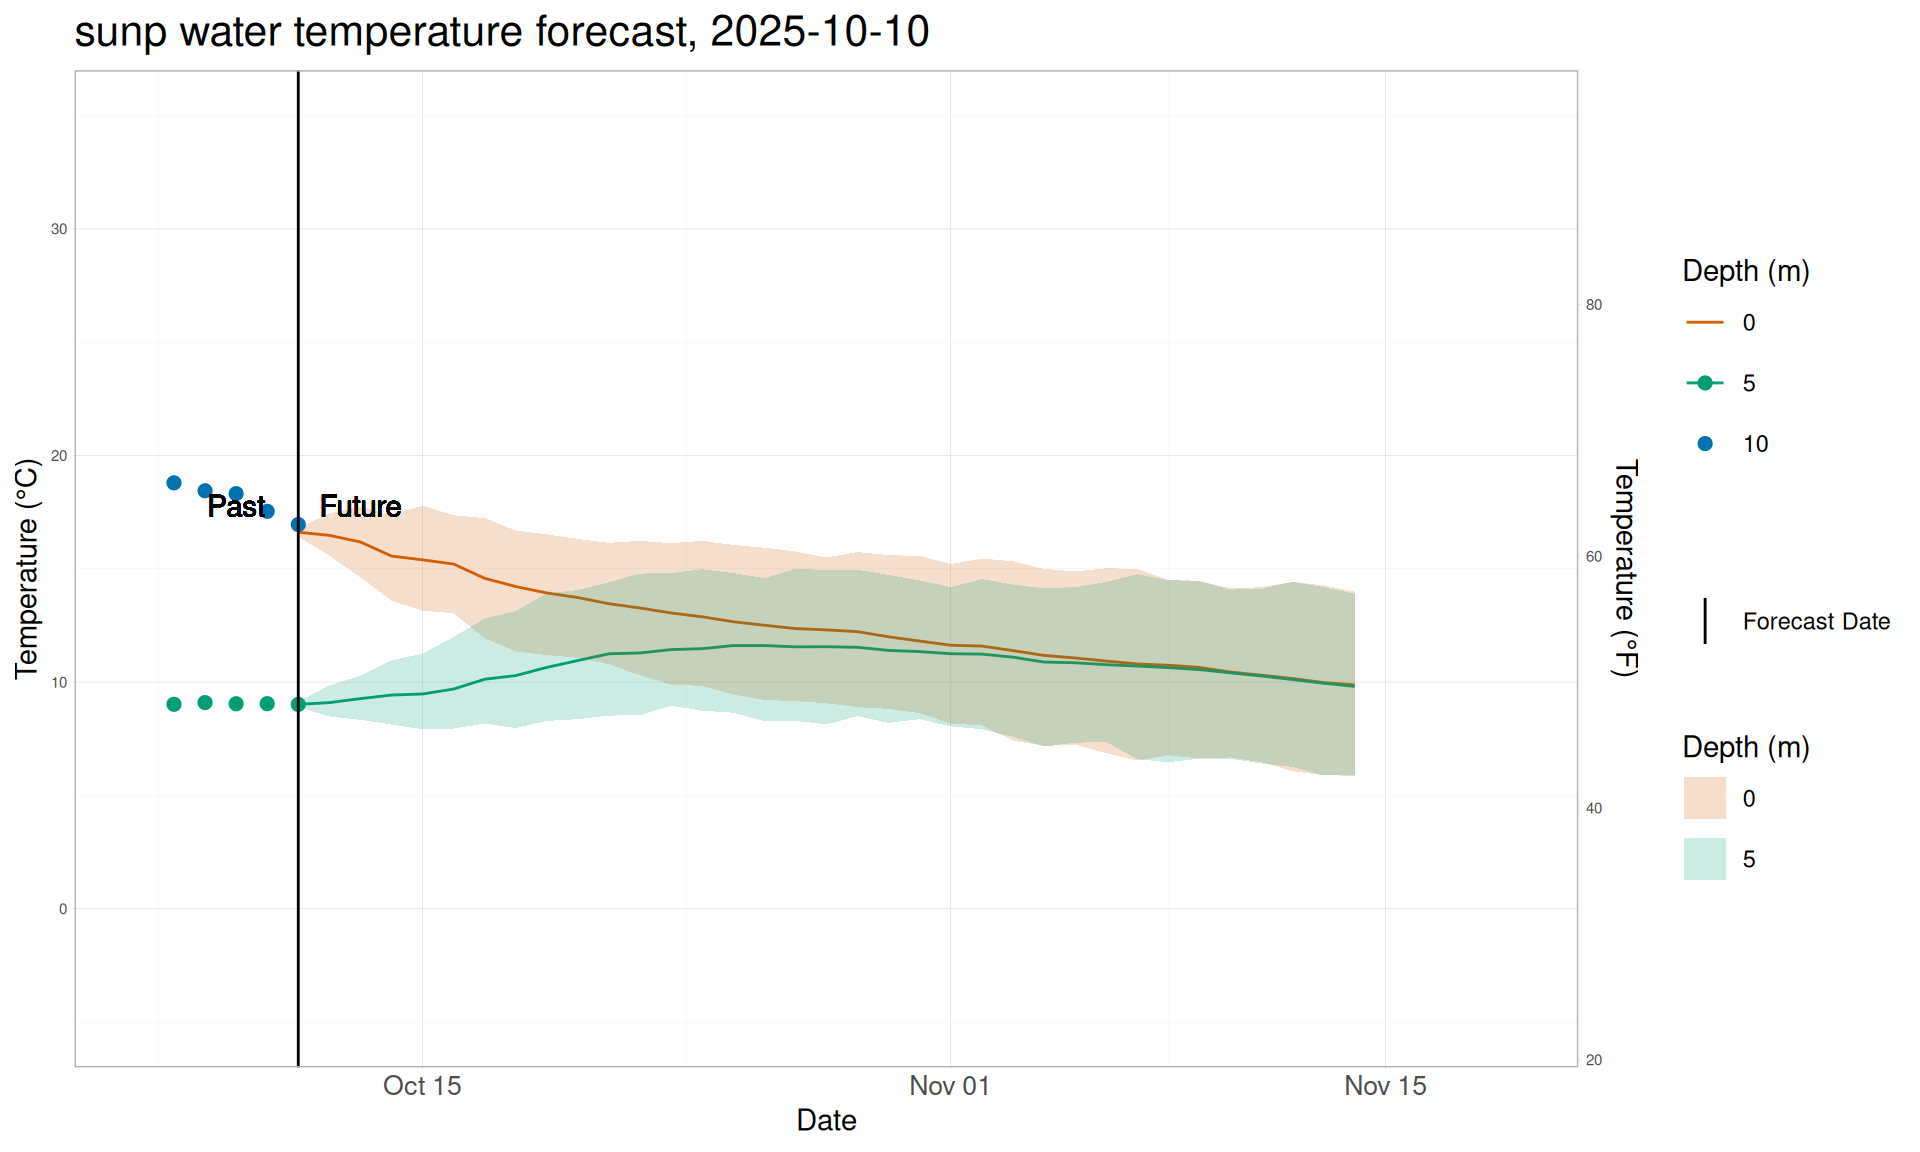 sunp water temperature forecast, 2025-10-10
Temperature (°C)
30
20
10
0
Past
Future
80
60
40
20
Temperature (°F)
Oct 15
Nov 01
Nov 15
Date
Depth (m)
0
5
10
Forecast Date
Depth (m)
0
5